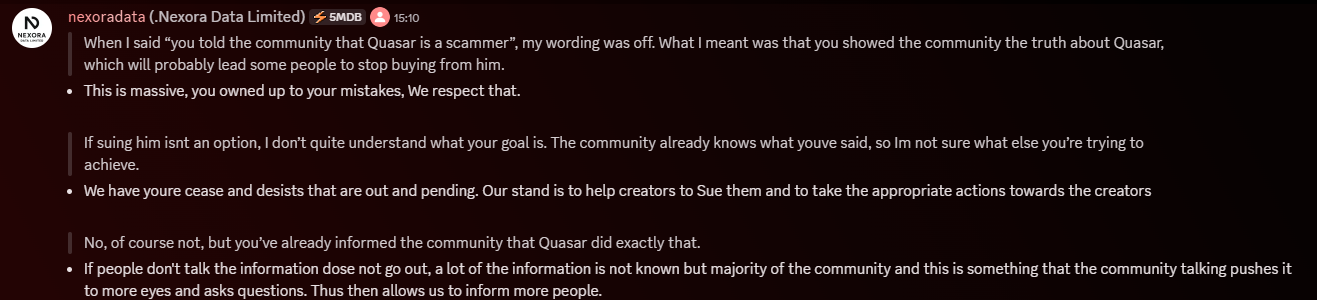 NEXORA
DATA LIMITED
nexoradata (.Nexora Data Limited) 5MDB 15:10
When I said “you told the community that Quasar is a scammer”, my wording was off. What I meant was that you showed the community the truth about Quasar,
which will probably lead some people to stop buying from him.
• This is massive, you owned up to your mistakes, We respect that.
If suing him isnt an option, I don’t quite understand what your goal is. The community already knows what youve said, so Im not sure what else you’re trying to
achieve.
• We have youre cease and desists that are out and pending. Our stand is to help creators to Sue them and to take the appropriate actions towards the creators
No, of course not, but you’ve already informed the community that Quasar did exactly that.
• If people don't talk the information dose not go out, a lot of the information is not known but majority of the community and this is something that the community talking pushes it
to more eyes and asks questions. Thus then allows us to inform more people.